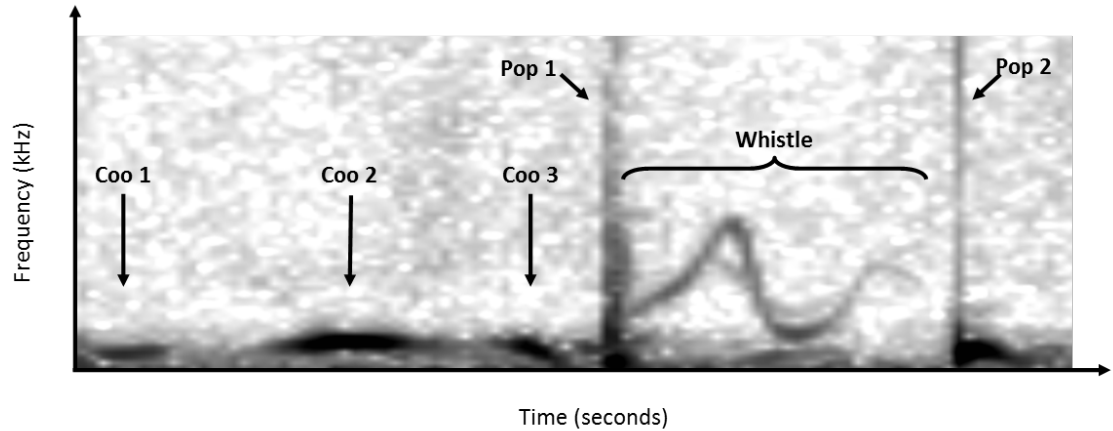 Pop 1
Pop 2
Whistle
Coo 1
Coo 2
Coo 3
Frequency (kHz)
Time (seconds)